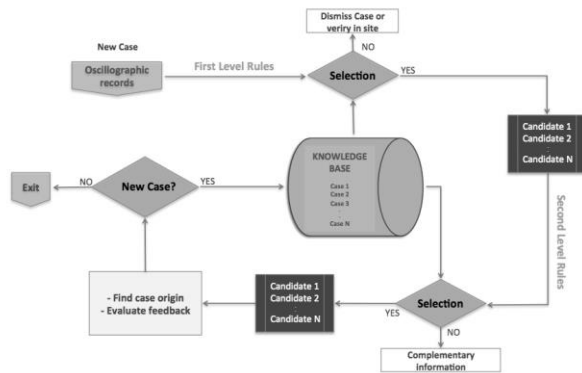 Dismiss Case or
veriry in site
New Case
NO
Oscillographic
records
First Level Rules
Selection
YES
Candidate 1
Candidate 2
:
Candidate N
KNOWLEDGE
BASE
Case 1
Case 2
Case 3
:
Case N
Exit
NO
New Case?
YES
Second Level Rules
- Find case origin
- Evaluate feedback
Candidate 1
Candidate 2
:
Candidate N
YES
Selection
NO
Complementary
information